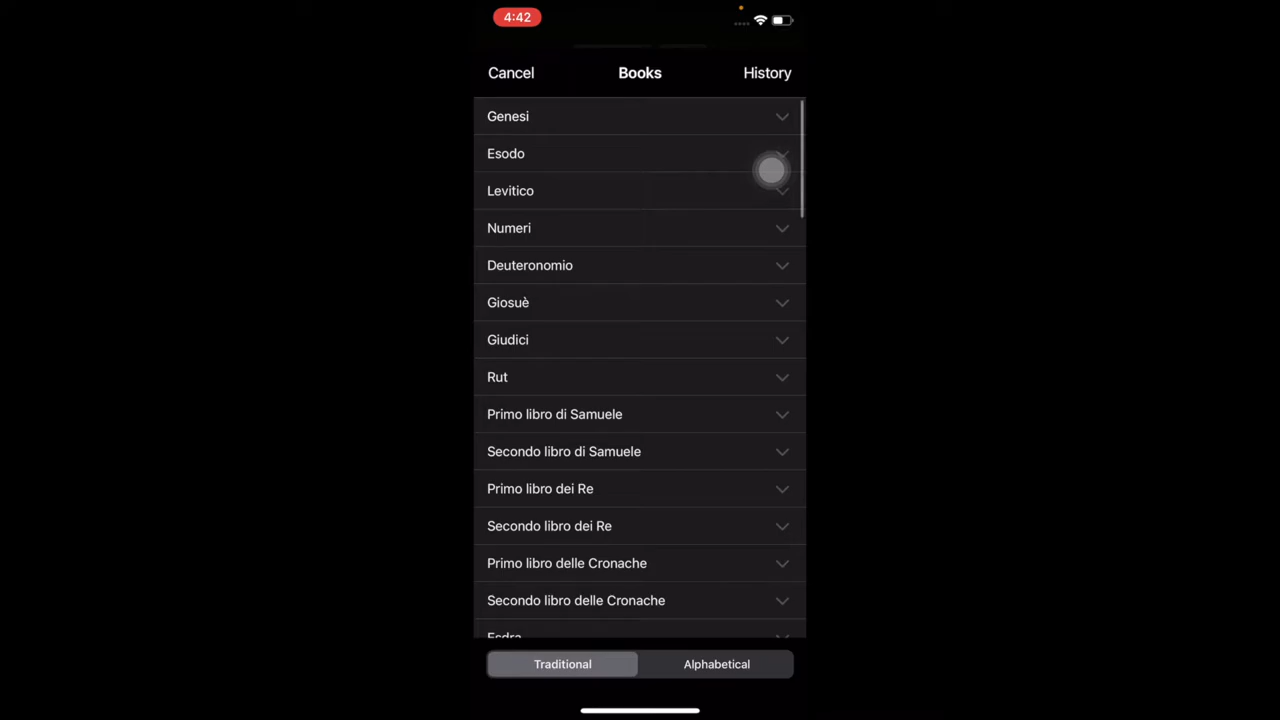 4:42
Cancel Books History
Genesi
Esodo
Levitico
Numeri
Deuteronomio
Giosuè
Giudici
Rut
Primo libro di Samuele
Secondo libro di Samuele
Primo libro dei Re
Secondo libro dei Re
Primo libro delle Cronache
Secondo libro delle Cronache
Esdra
Traditional Alphabetical